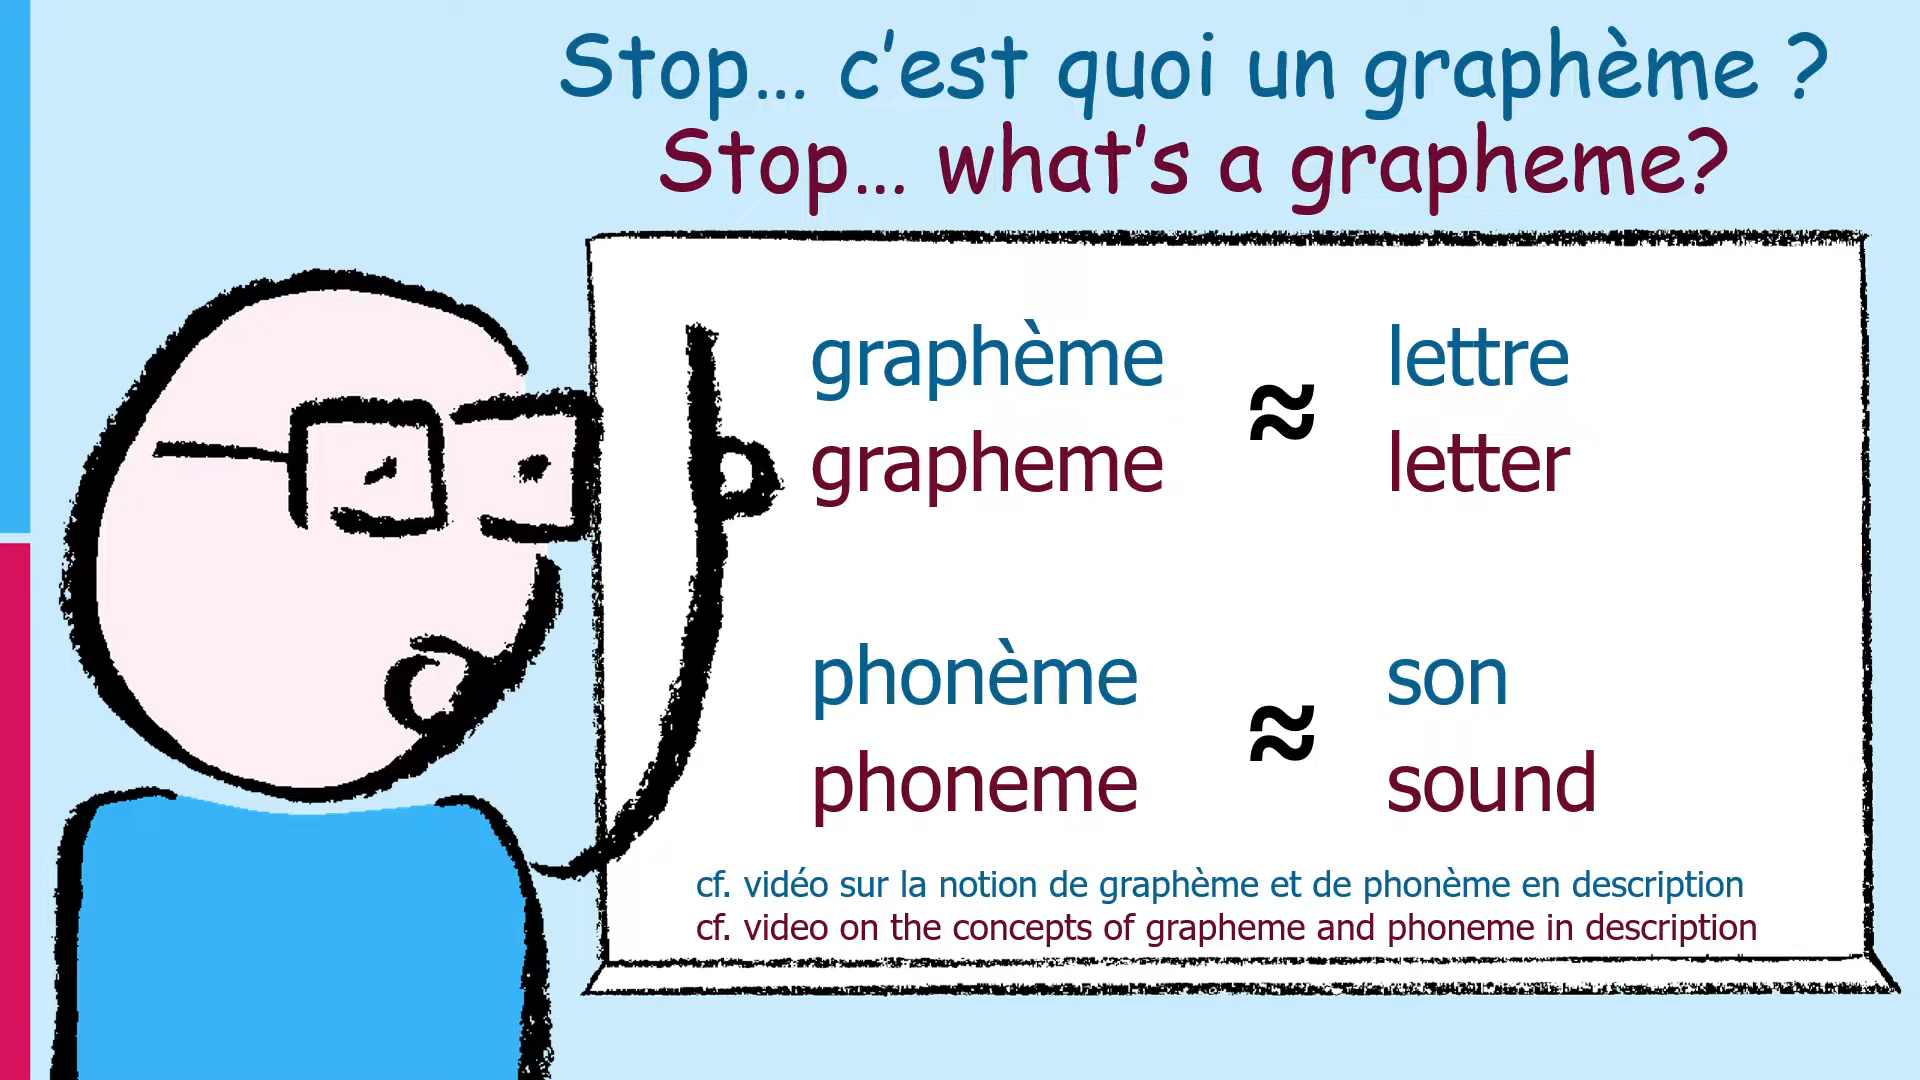 Stop... c'est quoi un graphème ?
Stop... what's a grapheme?
graphème ≈ lettre
grapheme letter
phonème ≈ son
phoneme sound
cf. vidéo sur la notion de graphème et de phonème en description
cf. video on the concepts of grapheme and phoneme in description